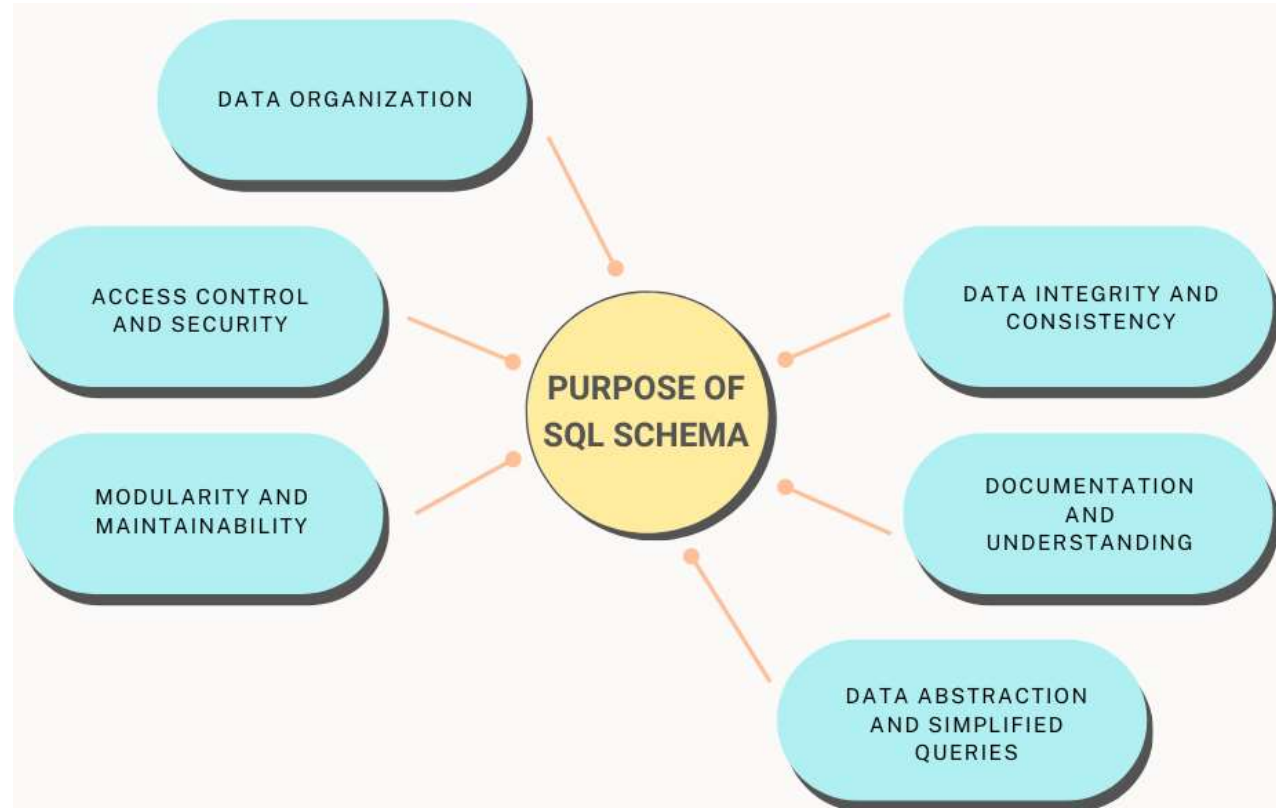 DATA ORGANIZATION
ACCESS CONTROL
AND SECURITY
DATA INTEGRITY AND
CONSISTENCY
PURPOSE OF
SQL SCHEMA
MODULARITY AND
MAINTAINABILITY
DOCUMENTATION
AND
UNDERSTANDING
DATA ABSTRACTION
AND SIMPLIFIED
QUERIES